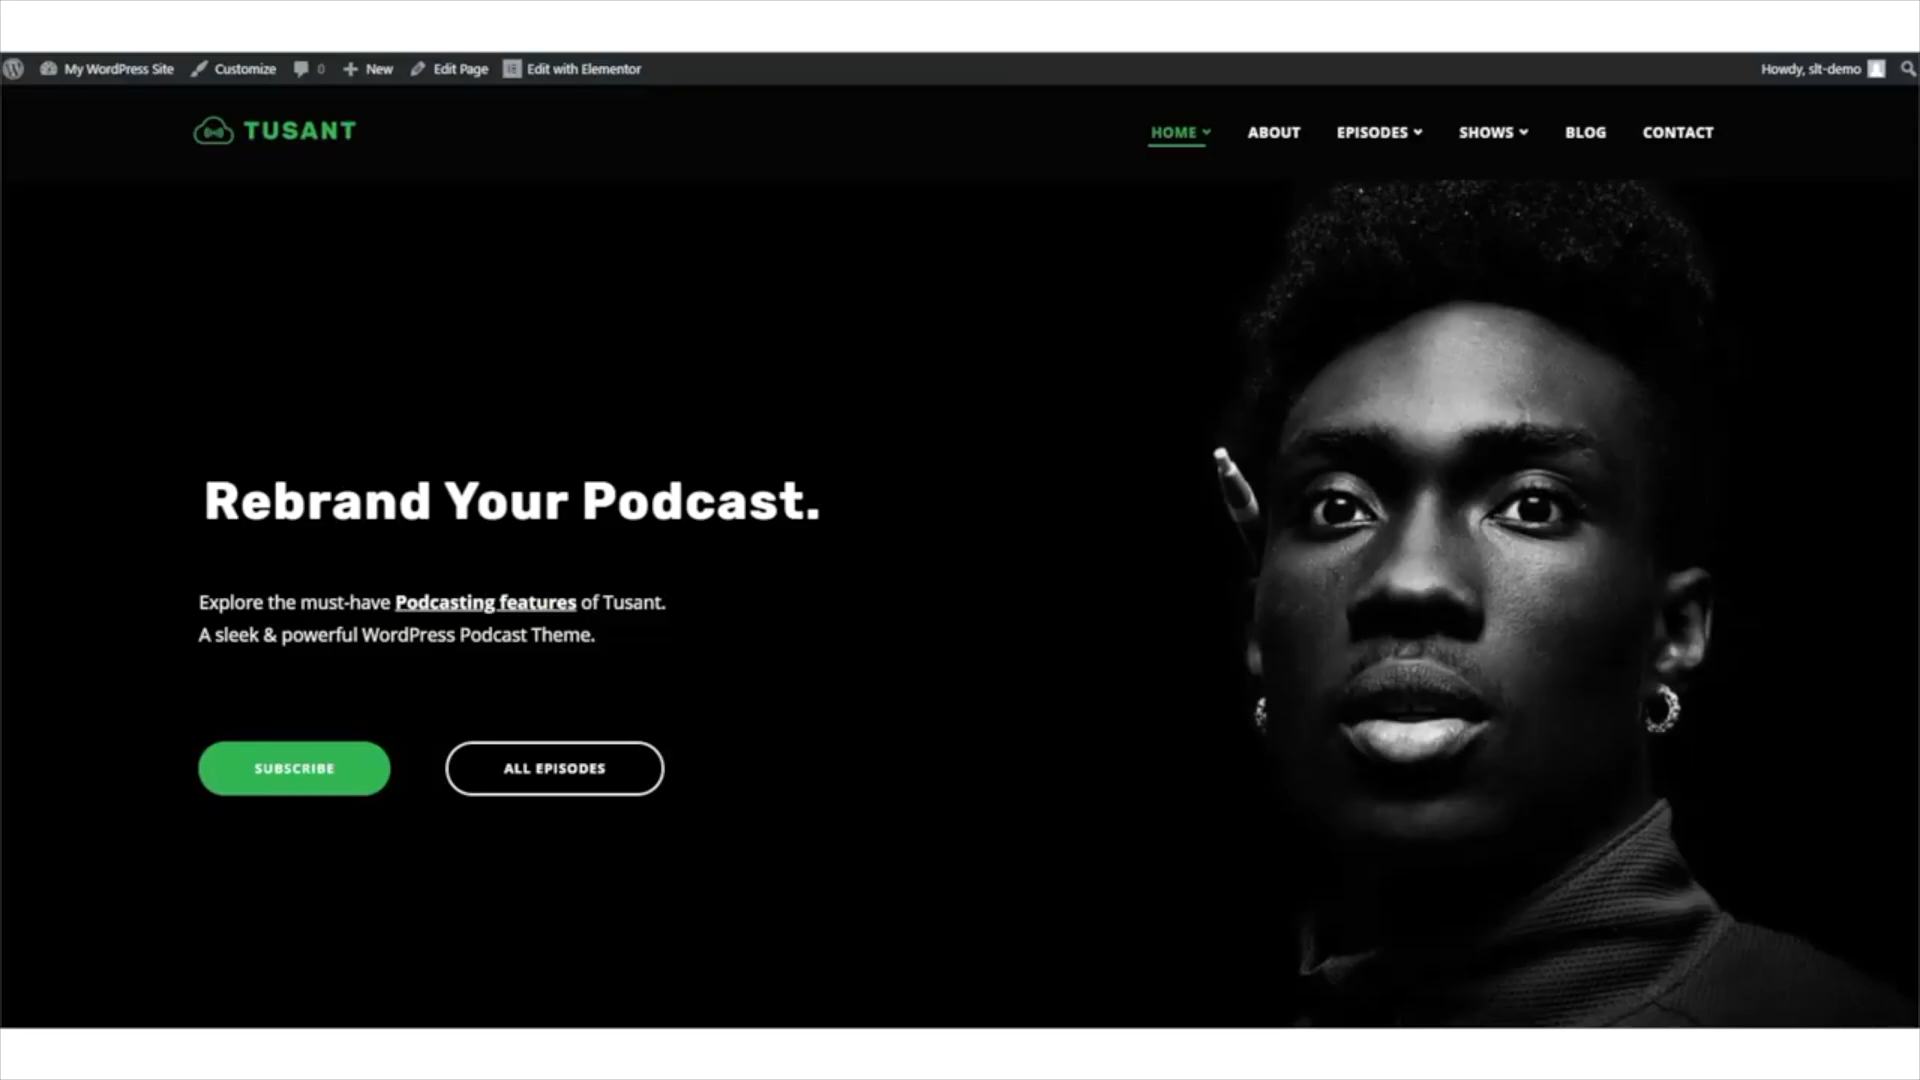 My WordPress Site Customize 0 New Edit Page Edit with Elementor Howdy, slt-demo
TUSANT
HOME ABOUT EPISODES SHOWS BLOG CONTACT
Rebrand Your Podcast.
Explore the must-have Podcasting features of Tusant.
A sleek & powerful WordPress Podcast Theme.
SUBSCRIBE ALL EPISODES